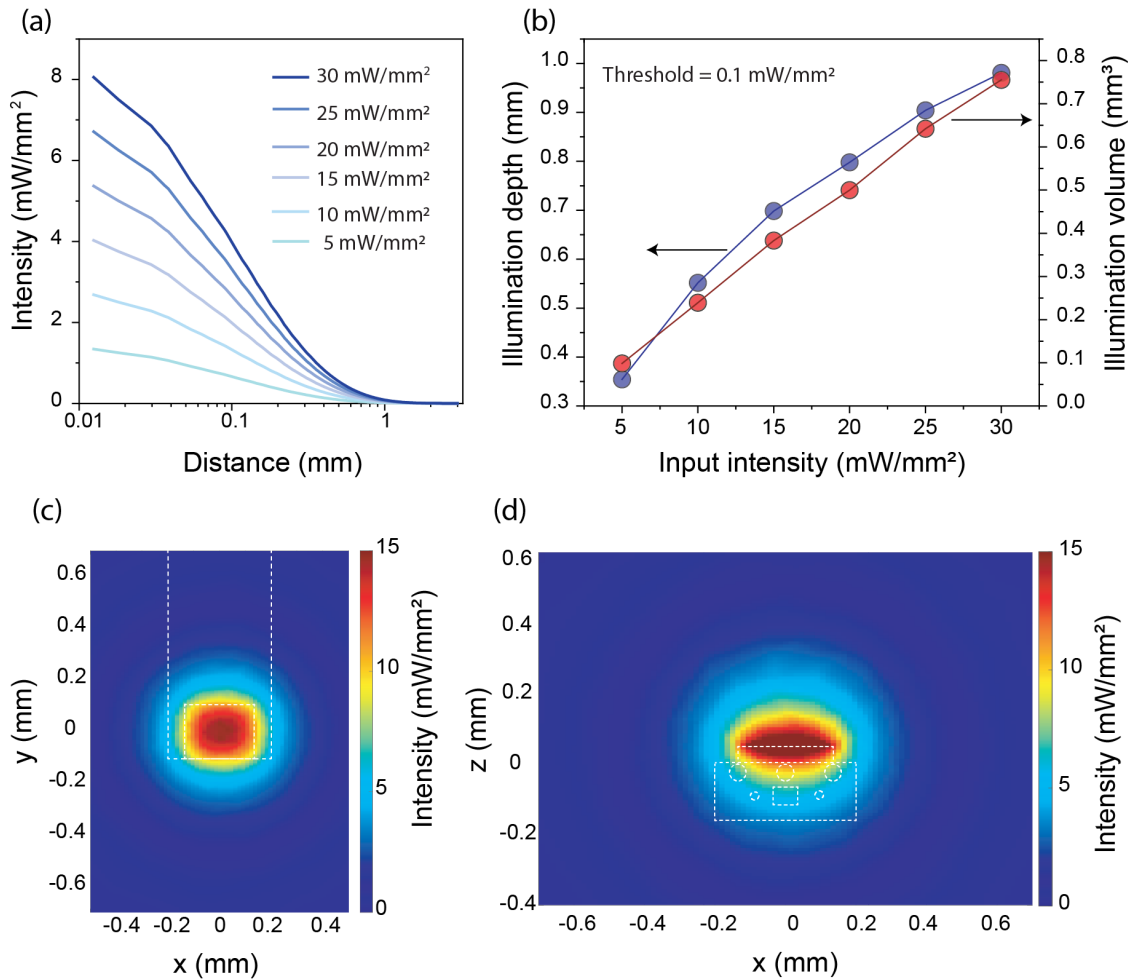 (a)
Intensity (mW/mm²)
8
6
4
2
0
0.01
0.1
1
Distance (mm)
30 mW/mm²
25 mW/mm²
20 mW/mm²
15 mW/mm²
10 mW/mm²
5 mW/mm²
(b)
Threshold = 0.1 mW/mm²
Illumination depth (mm)
1.0
0.9
0.8
0.7
0.6
0.5
0.4
0.3
5
10
15
20
25
30
Input intensity (mW/mm²)
0.8
0.7
0.6
0.5
0.4
0.3
0.2
0.1
0.0
Illumination volume (mm³)
(c)
y (mm)
0.6
0.4
0.2
0
-0.2
-0.4
-0.6
-0.4
-0.2
0
0.2
0.4
x (mm)
15
10
5
0
Intensity (mW/mm²)
(d)
z (mm)
0.6
0.4
0.2
0
-0.2
-0.4
-0.6
-0.4
-0.2
0
0.2
0.4
0.6
x (mm)
15
10
5
0
Intensity (mW/mm²)